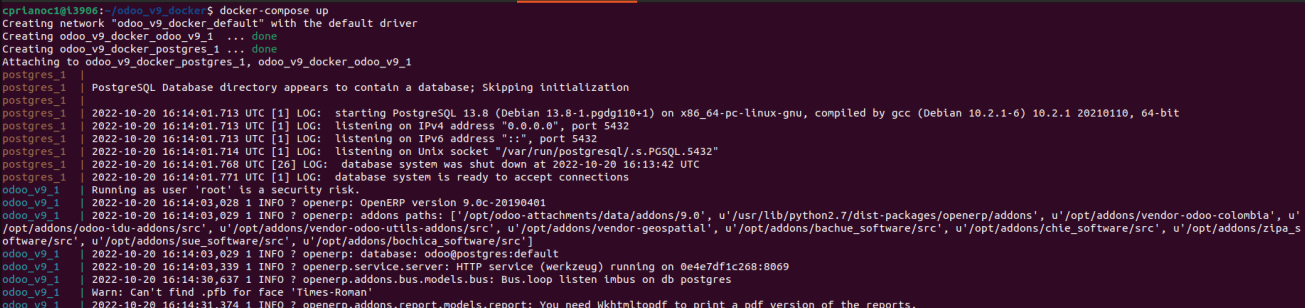 cprianoc1@i3906:~/odoo_v9_docker$ docker-compose up
Creating network "odoo_v9_docker_default" with the default driver
Creating odoo_v9_docker_odoo_v9_1  ... done
Creating odoo_v9_docker_postgres_1 ... done
Attaching to odoo_v9_docker_postgres_1, odoo_v9_docker_odoo_v9_1
postgres_1  |
postgres_1  | PostgreSQL Database directory appears to contain a database; Skipping initialization
postgres_1  |
postgres_1  | 2022-10-20 16:14:01.713 UTC [1] LOG:  starting PostgreSQL 13.8 (Debian 13.8-1.pgdg110+1) on x86_64-pc-linux-gnu, compiled by gcc (Debian 10.2.1-6) 10.2.1 20210110, 64-bit
postgres_1  | 2022-10-20 16:14:01.713 UTC [1] LOG:  listening on IPv4 address "0.0.0.0", port 5432
postgres_1  | 2022-10-20 16:14:01.713 UTC [1] LOG:  listening on IPv6 address "::", port 5432
postgres_1  | 2022-10-20 16:14:01.714 UTC [1] LOG:  listening on Unix socket "/var/run/postgresql/.s.PGSQL.5432"
postgres_1  | 2022-10-20 16:14:01.768 UTC [26] LOG:  database system was shut down at 2022-10-20 16:13:42 UTC
postgres_1  | 2022-10-20 16:14:01.771 UTC [1] LOG:  database system is ready to accept connections
odoo_v9_1   | Running as user 'root' is a security risk.
odoo_v9_1   | 2022-10-20 16:14:03,028 1 INFO ? openerp: OpenERP version 9.0c-20190401
odoo_v9_1   | 2022-10-20 16:14:03,029 1 INFO ? openerp: addons paths: ['/opt/odoo-attachments/data/addons/9.0', u'/usr/lib/python2.7/dist-packages/openerp/addons', u'/opt/addons/vendor-odoo-colombia', u'
/opt/addons/odoo-idu-addons/src', u'/opt/addons/vendor-odoo-utils-addons/src', u'/opt/addons/vendor-geospatial', u'/opt/addons/bachue_software/src', u'/opt/addons/chie_software/src', u'/opt/addons/zipa_s
oftware/src', u'/opt/addons/sue_software/src', u'/opt/addons/bochica_software/src']
odoo_v9_1   | 2022-10-20 16:14:03,029 1 INFO ? openerp: database: odoo@postgres:default
odoo_v9_1   | 2022-10-20 16:14:03,339 1 INFO ? openerp.service.server: HTTP service (werkzeug) running on 0e4e7df1c268:8069
odoo_v9_1   | 2022-10-20 16:14:30,637 1 INFO ? openerp.addons.bus.models.bus: Bus.loop listen imbus on db postgres
odoo_v9_1   | Warn: Can't find .pfb for face 'Times-Roman'
odoo_v9_1   | 2022-10-20 16:14:31,374 1 INFO ? openerp.addons.report.models.report: You need Wkhtmltopdf to print a pdf version of the reports.